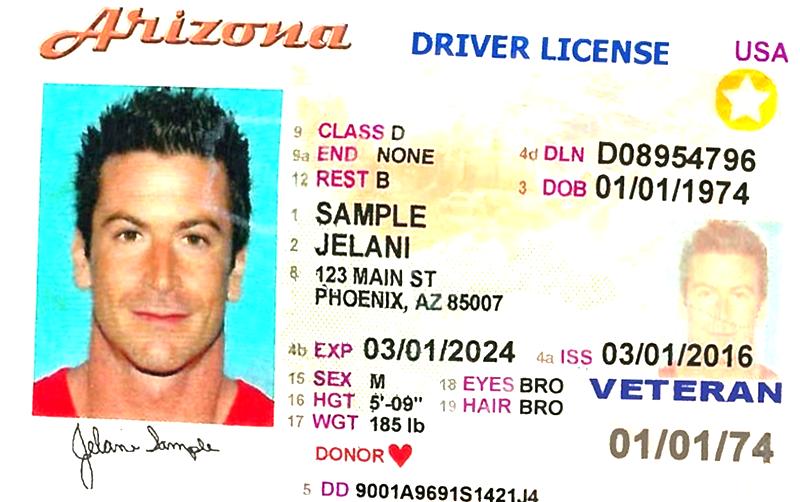 Arizona
DRIVER LICENSE
USA
9 CLASS D
9a END NONE
4d DLN D08954796
12 REST B
3 DOB 01/01/1974
1 SAMPLE
2 JELANI
8 123 MAIN ST
PHOENIX, AZ 85007
4b EXP 03/01/2024
4a ISS 03/01/2016
15 SEX M
18 EYES BRO
VETERAN
16 HGT 5'-09"
19 HAIR BRO
17 WGT 185 lb
01/01/74
Jelani Sample
DONOR
5 DD 9001A9691S1421J4